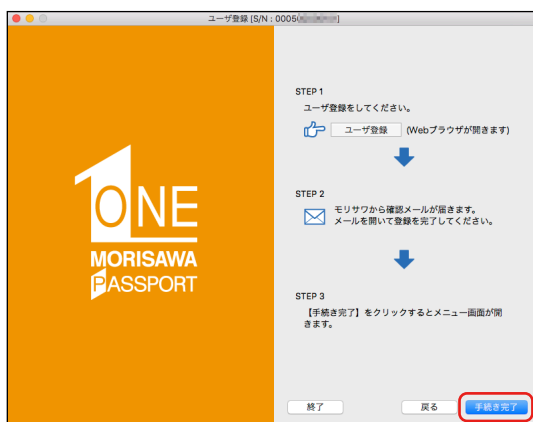 ユーザ登録 [S/N : 0005
ONE
MORISAWA
PASSPORT
STEP 1
ユーザ登録をしてください。
ユーザ登録 (Webブラウザが開きます)
STEP 2
モリサワから確認メールが届きます。
メールを開いて登録を完了してください。
STEP 3
【手続き完了】をクリックするとメニュー画面が開
きます。
終了 戻る 手続き完了